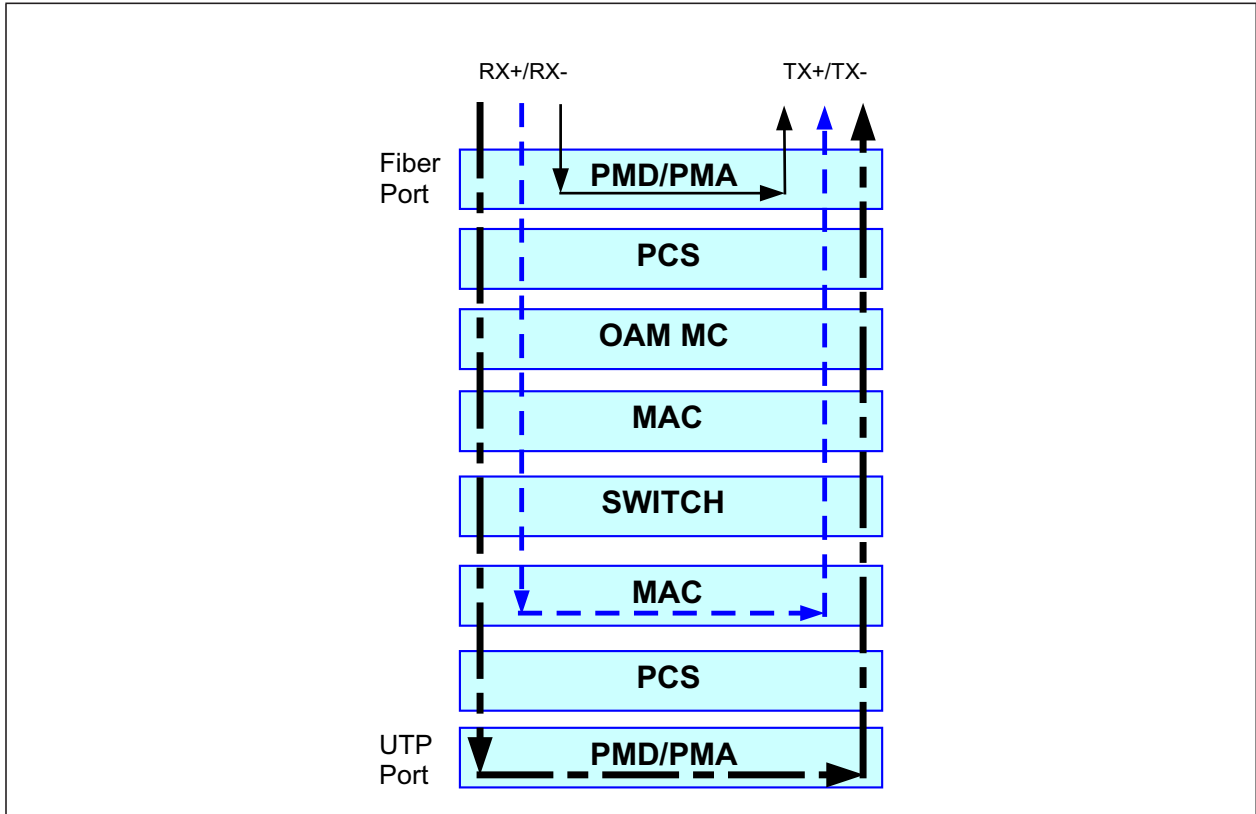 RX+/RX-
TX+/TX-
Fiber
Port
PMD/PMA
PCS
OAM MC
MAC
SWITCH
MAC
PCS
UTP
Port
PMD/PMA